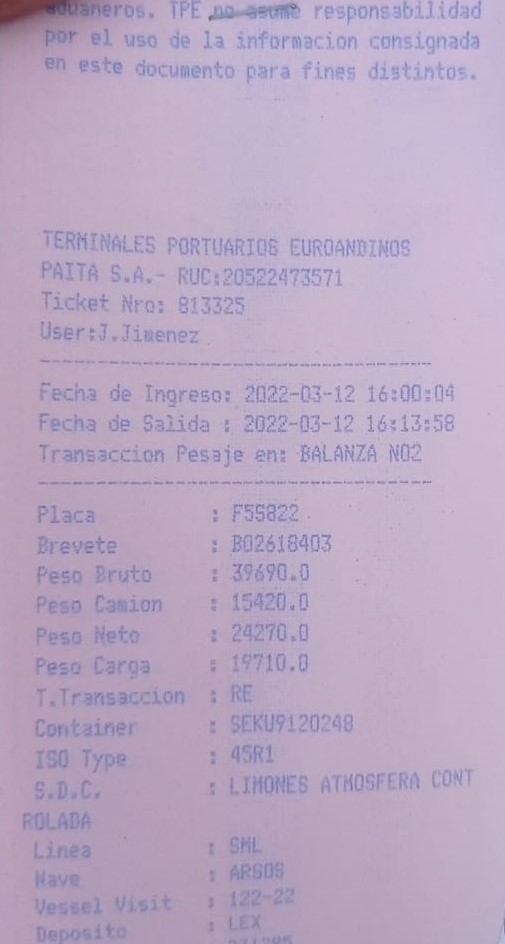 aduaneros. TPE no asume responsabilidad
por el uso de la informacion consignada
en este documento para fines distintos.
TERMINALES PORTUARIOS EUROANDINOS
PAITA S.A.- RUC:20522473571
Ticket Nro: 813325
User:J.Jimenez
Fecha de Ingreso: 2022-03-12 16:00:04
Fecha de Salida : 2022-03-12 16:13:58
Transaccion Pesaje en: BALANZA NO2
Placa : F5S822
Brevete : B02618403
Peso Bruto : 39690.0
Peso Camion : 15420.0
Peso Neto : 24270.0
Peso Carga : 19710.0
T.Transaccion : RE
Container : SEKU9120248
ISO Type : 45R1
S.D.C. : LIMONES ATMOSFERA CONT
ROLADA
Linea : SML
Nave : ARSOS
Vessel Visit : 122-22
Deposito : LEX